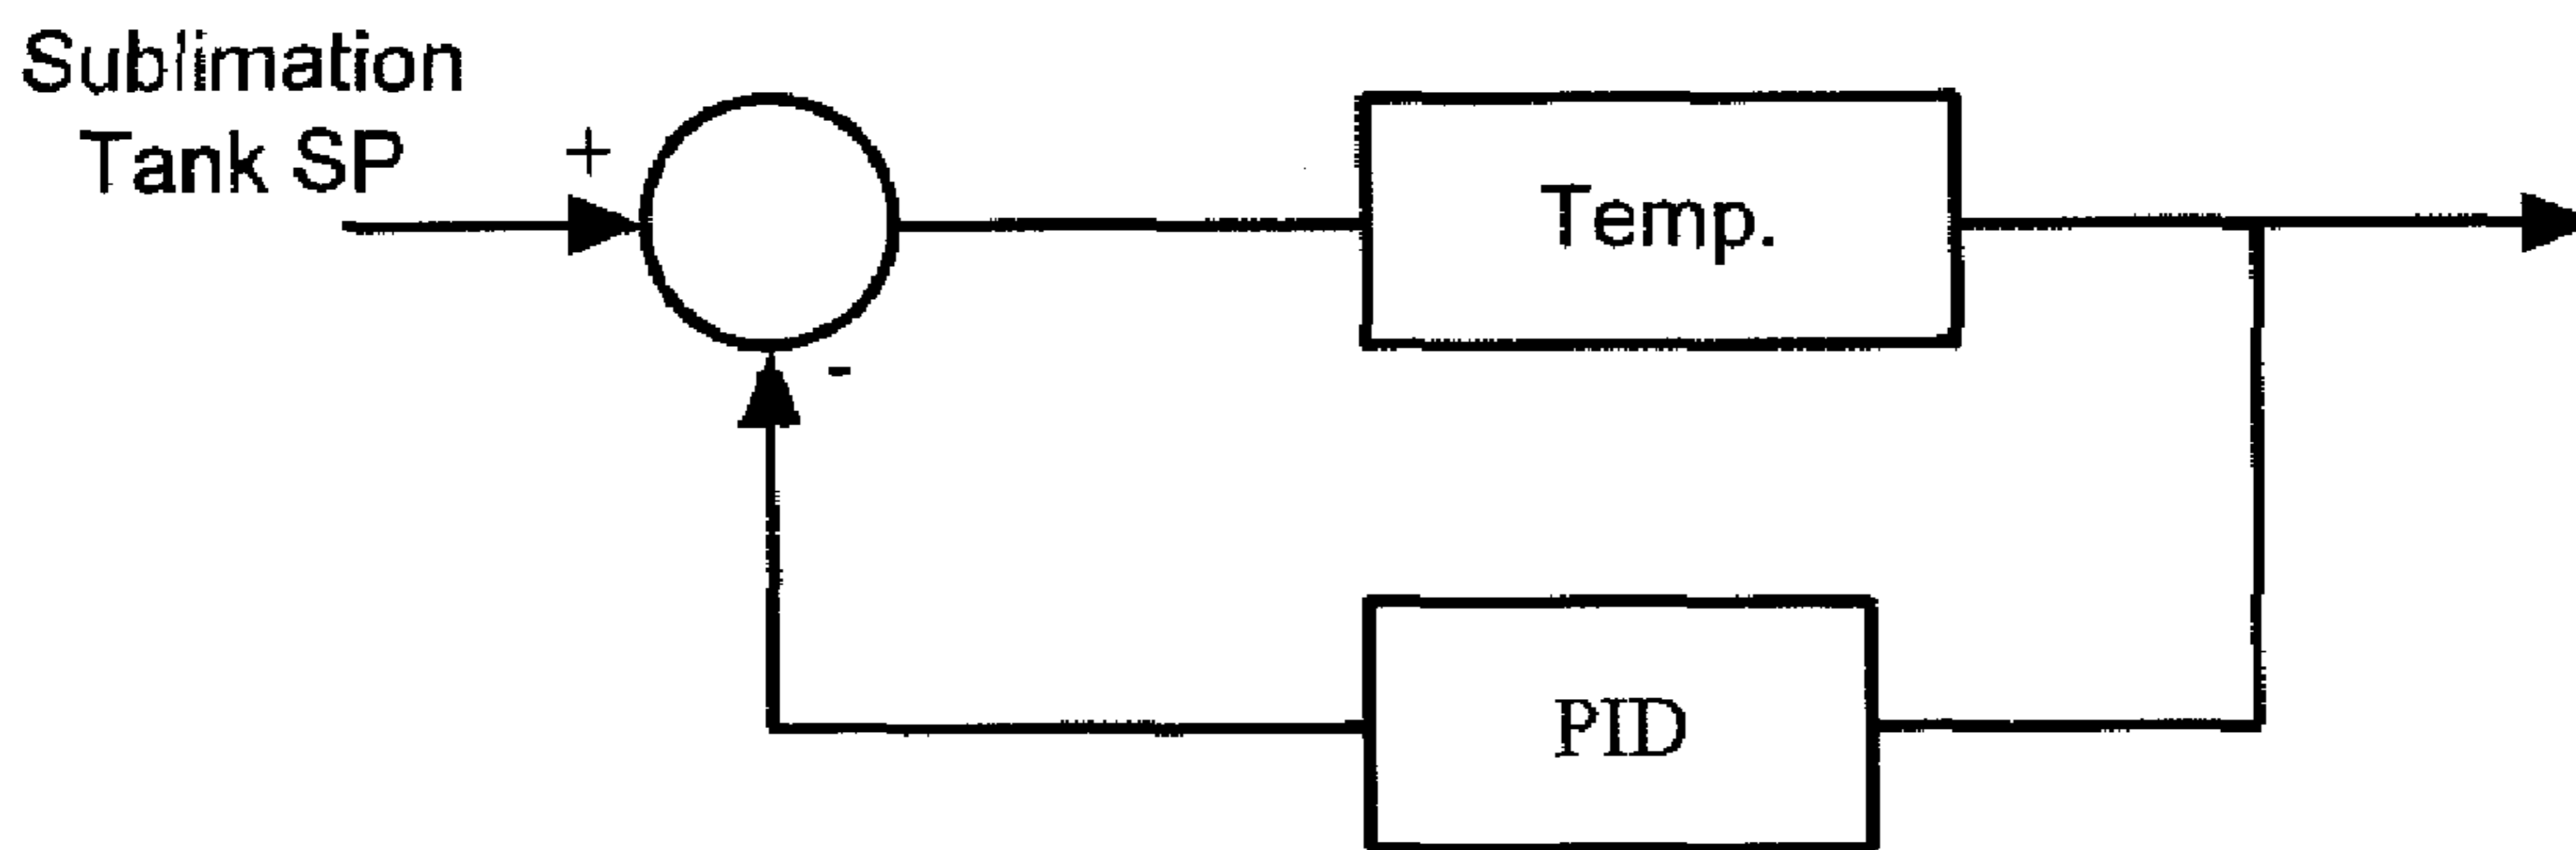 Sublimation
Tank SP
+
Temp.
-
PID